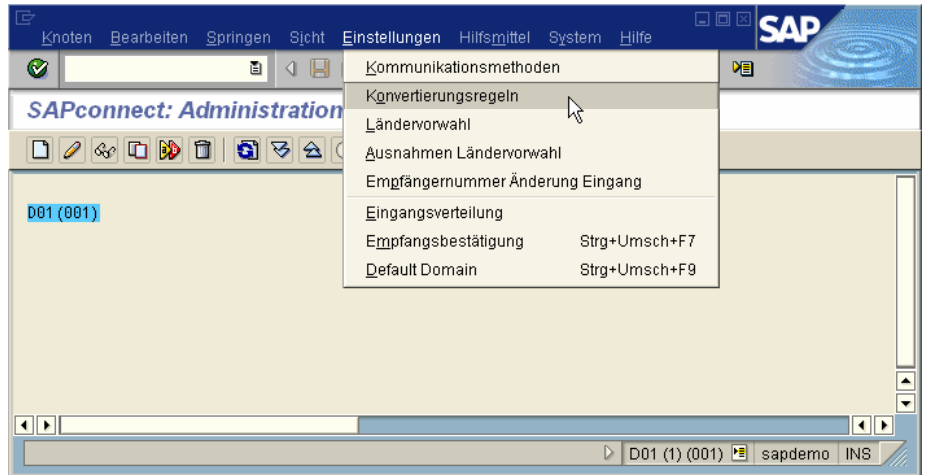 Knoten Bearbeiten Springen Sicht Einstellungen Hilfsmittel System Hilfe
SAP
Kommunikationsmethoden
Konvertierungsregeln
SAPconnect: Administration
Ländervorwahl
Ausnahmen Ländervorwahl
Empfängernummer Änderung Eingang
Eingangsverteilung
Empfangsbestätigung Strg+Umsch+F7
Default Domain Strg+Umsch+F9
D01 (001)
D01 (1) (001) sapdemo INS